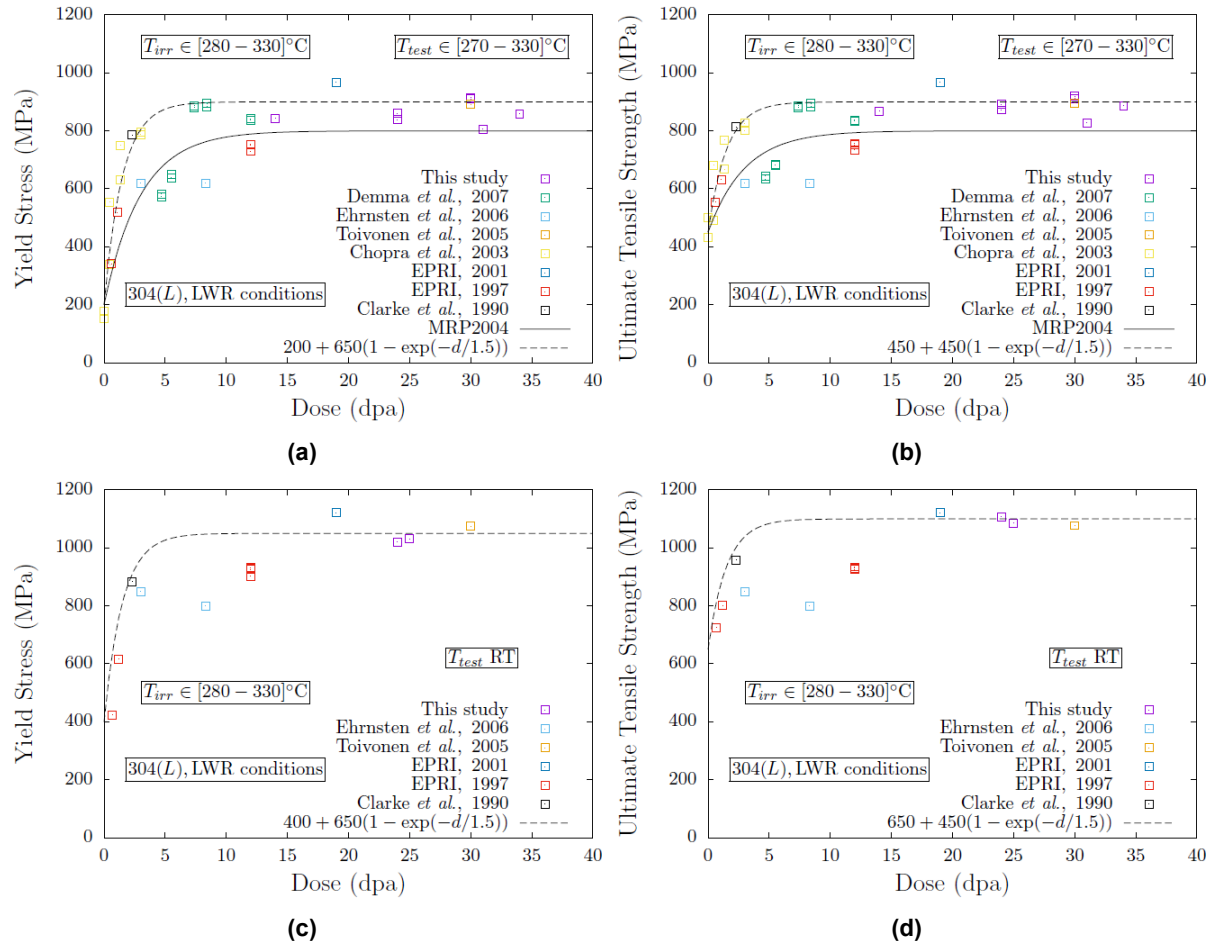 1200
1000
800
600
400
200
0
Yield Stress (MPa)
T_irr ∈ [280 − 330]°C
T_test ∈ [270 − 330]°C
This study
Demma et al., 2007
Ehrnsten et al., 2006
Toivonen et al., 2005
Chopra et al., 2003
EPRI, 2001
EPRI, 1997
Clarke et al., 1990
MRP2004
200 + 650(1 − exp(−d/1.5))
304(L), LWR conditions
0 5 10 15 20 25 30 35 40
Dose (dpa)
(a)
1200
1000
800
600
400
200
0
Ultimate Tensile Strength (MPa)
T_irr ∈ [280 − 330]°C
T_test ∈ [270 − 330]°C
This study
Demma et al., 2007
Ehrnsten et al., 2006
Toivonen et al., 2005
Chopra et al., 2003
EPRI, 2001
EPRI, 1997
Clarke et al., 1990
MRP2004
450 + 450(1 − exp(−d/1.5))
304(L), LWR conditions
0 5 10 15 20 25 30 35 40
Dose (dpa)
(b)
1200
1000
800
600
400
200
0
Yield Stress (MPa)
T_test RT
T_irr ∈ [280 − 330]°C
This study
Ehrnsten et al., 2006
Toivonen et al., 2005
EPRI, 2001
EPRI, 1997
Clarke et al., 1990
400 + 650(1 − exp(−d/1.5))
304(L), LWR conditions
0 5 10 15 20 25 30 35 40
Dose (dpa)
(c)
1200
1000
800
600
400
200
0
Ultimate Tensile Strength (MPa)
T_test RT
T_irr ∈ [280 − 330]°C
This study
Ehrnsten et al., 2006
Toivonen et al., 2005
EPRI, 2001
EPRI, 1997
Clarke et al., 1990
650 + 450(1 − exp(−d/1.5))
304(L), LWR conditions
0 5 10 15 20 25 30 35 40
Dose (dpa)
(d)